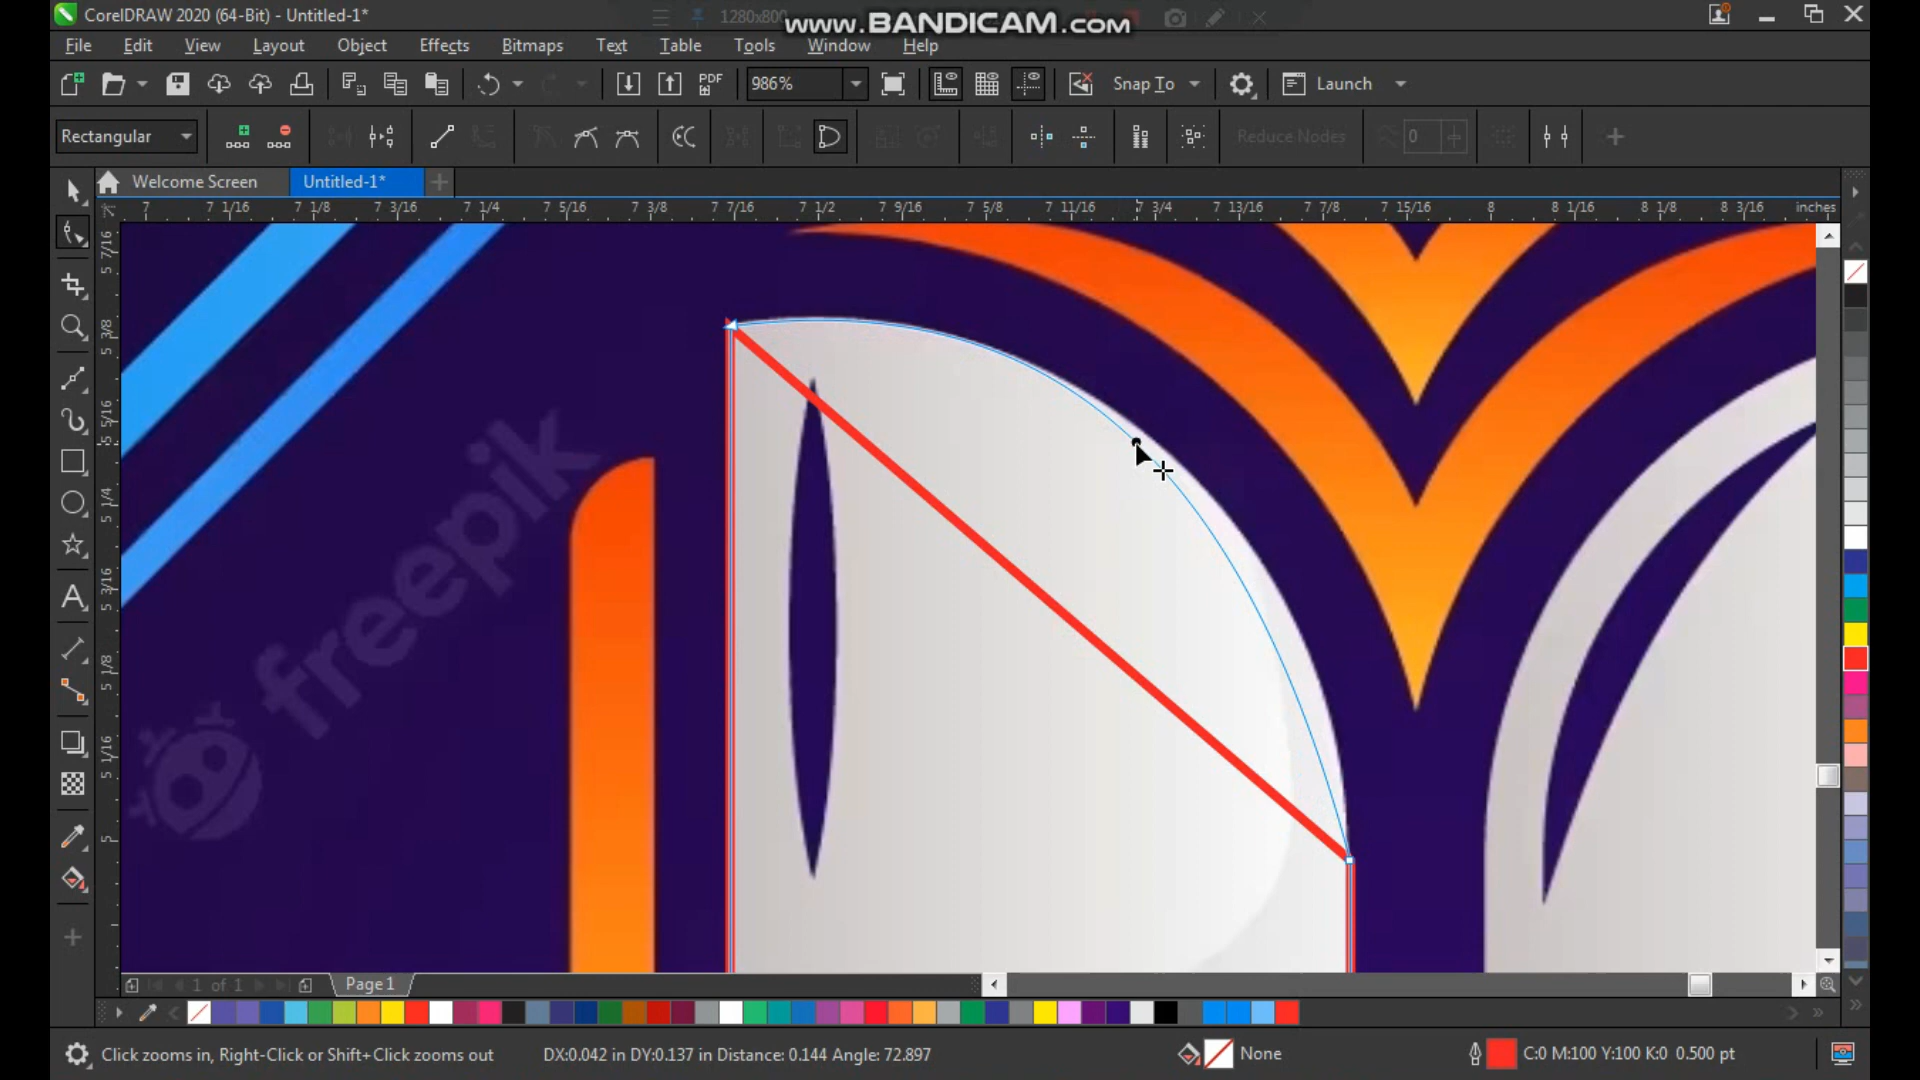 CorelDRAW 2020 (64-Bit) - Untitled-1*
1280x800
www.BANDICAM.com
File Edit View Layout Object Effects Bitmaps Text Table Tools Window Help
PDF 986% Snap To Launch
Rectangular Reduce Nodes 0
Welcome Screen Untitled-1*
7 7 1/16 7 1/8 7 3/16 7 1/4 7 5/16 7 3/8 7 7/16 7 1/2 7 9/16 7 5/8 7 11/16 7 3/4 7 13/16 7 7/8 7 15/16 8 8 1/16 8 1/8 8 3/16 inches
5 7/16
5 3/8
5 5/16
5 1/4
5 3/16
5 1/8
5 1/16
5
freepik
1 of 1 Page 1
Click zooms in, Right-Click or Shift+Click zooms out DX:0.042 in DY:0.137 in Distance: 0.144 Angle: 72.897 None C:0 M:100 Y:100 K:0 0.500 pt